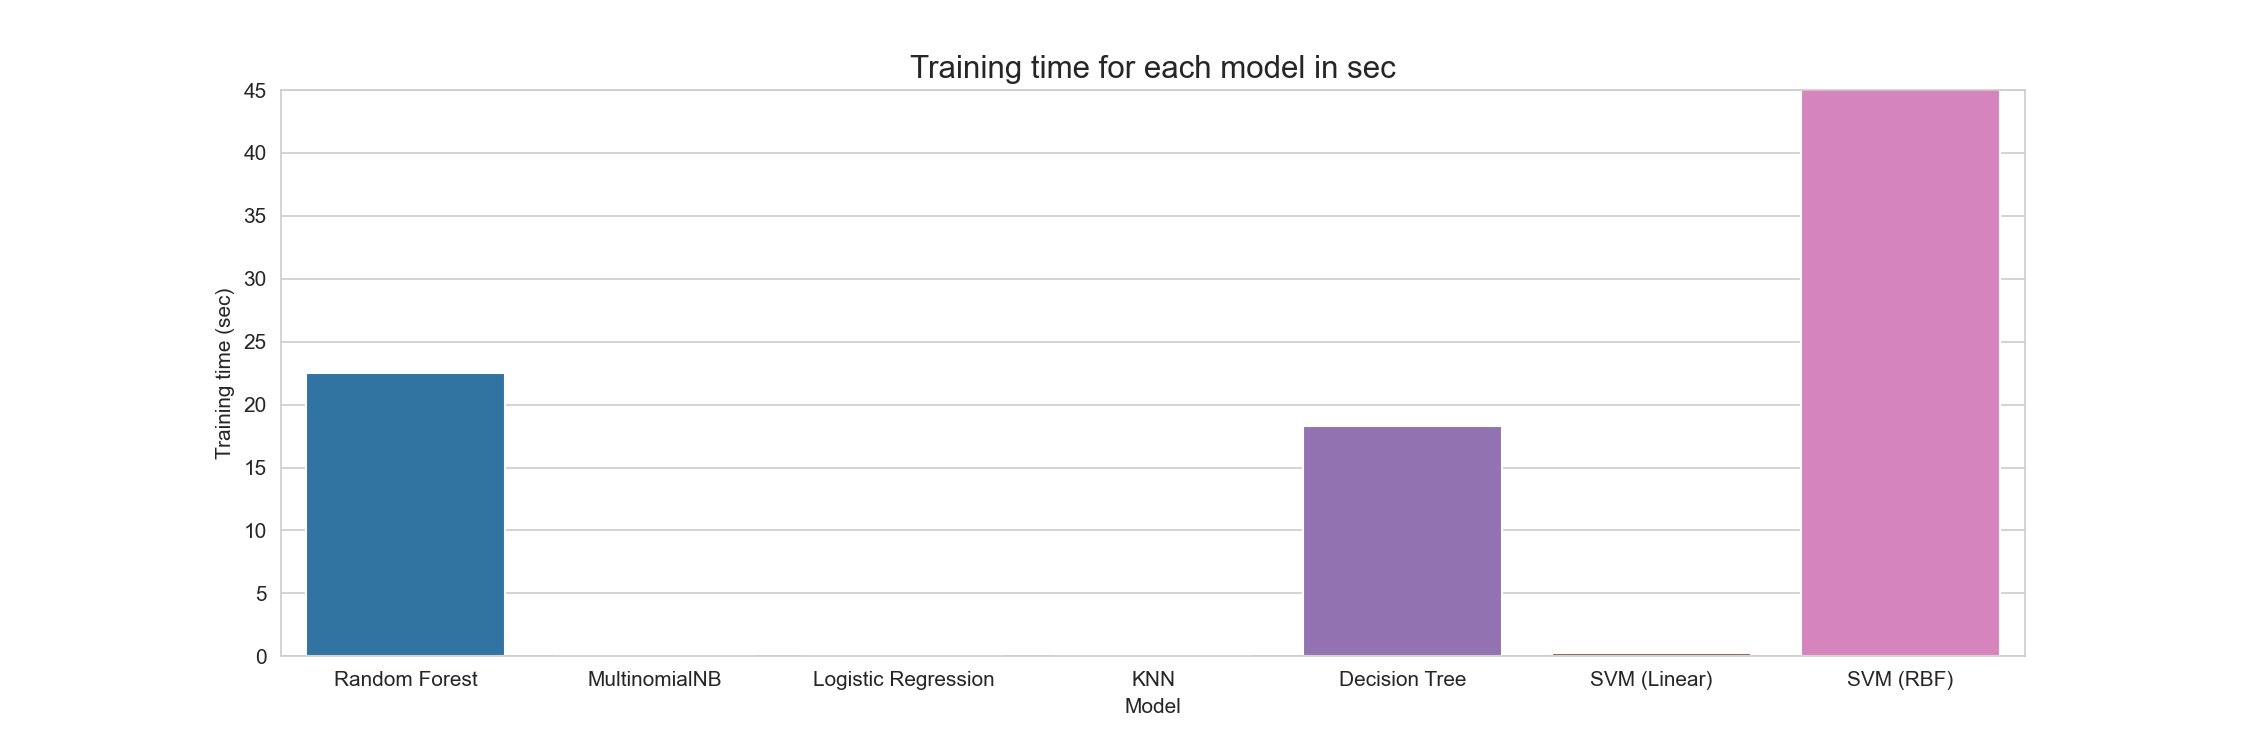 Training time for each model in sec
Training time (sec)
45
40
35
30
25
20
15
10
5
0
Random Forest MultinomialNB Logistic Regression KNN Decision Tree SVM (Linear) SVM (RBF)
Model